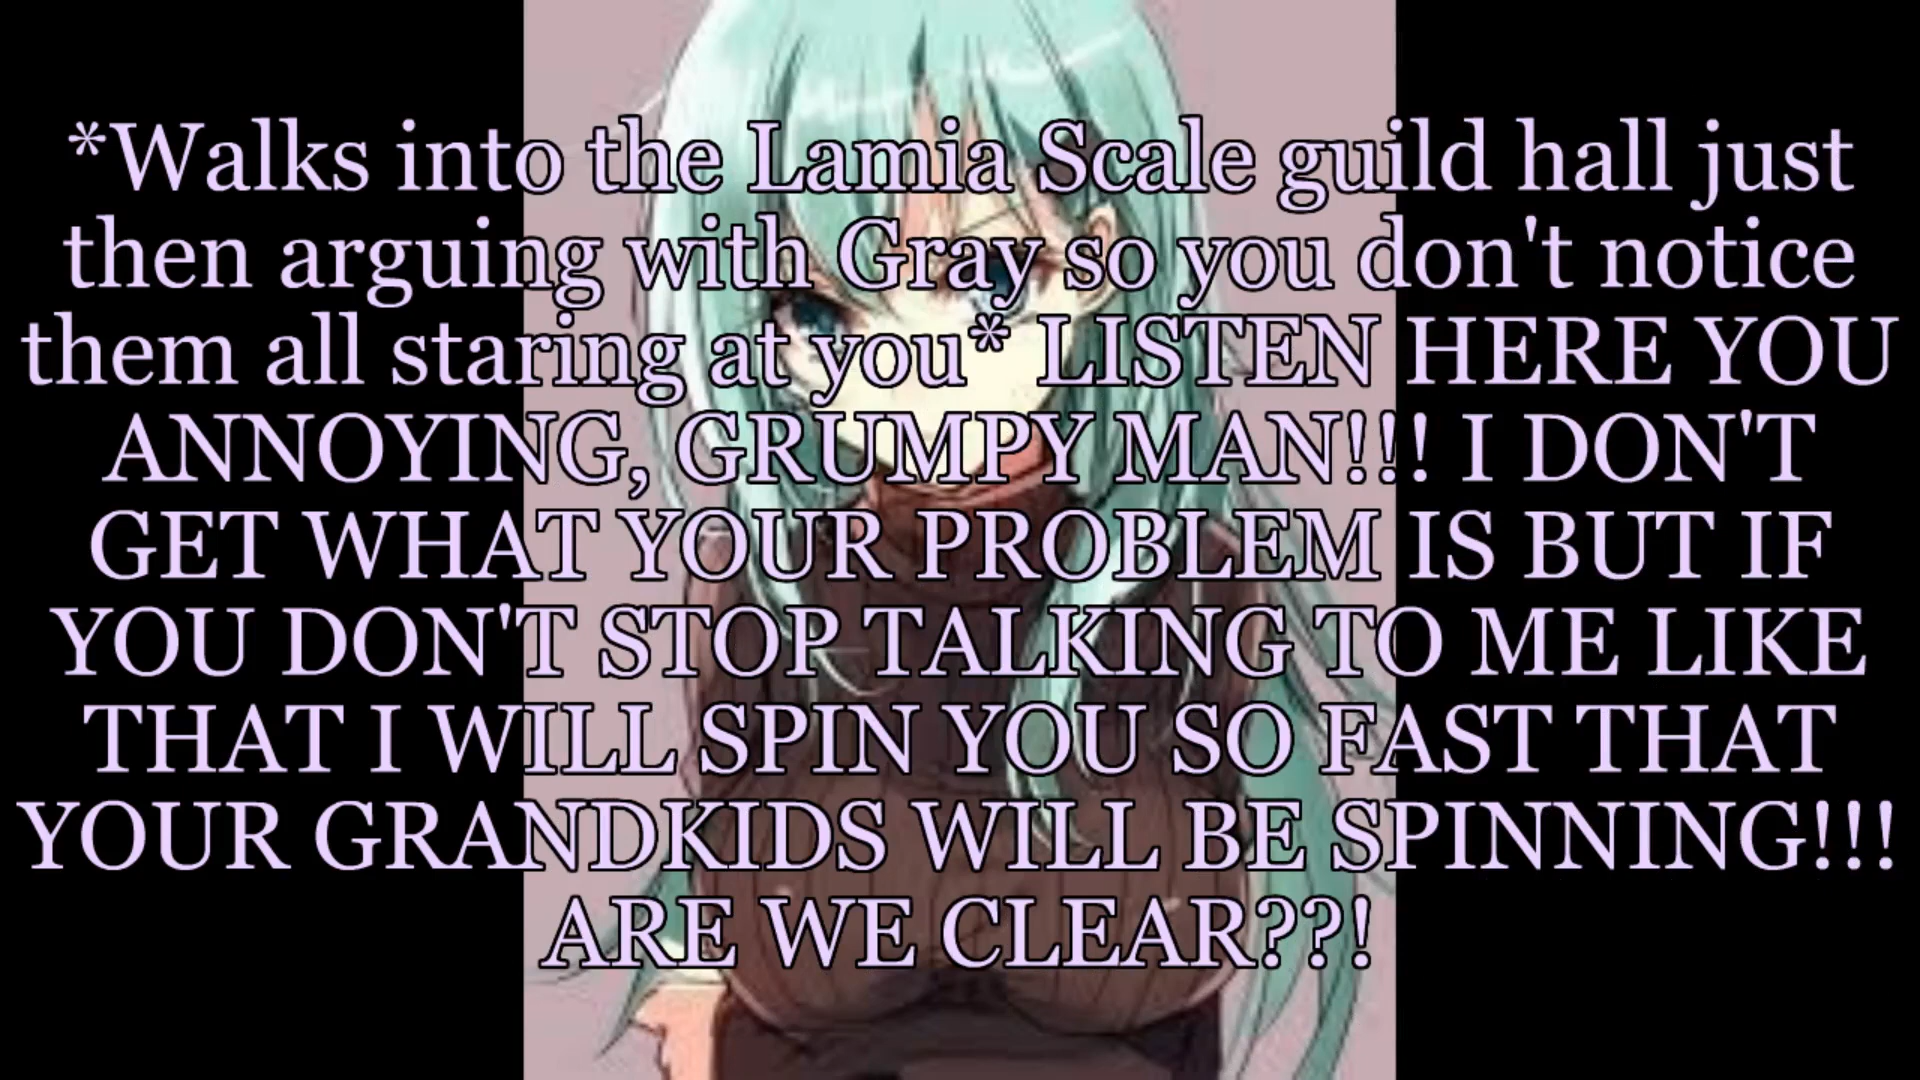 *Walks into the Lamia Scale guild hall just
then arguing with Gray so you don't notice
them all staring at you* LISTEN HERE YOU
ANNOYING, GRUMPY MAN!!! I DON'T
GET WHAT YOUR PROBLEM IS BUT IF
YOU DON'T STOP TALKING TO ME LIKE
THAT I WILL SPIN YOU SO FAST THAT
YOUR GRANDKIDS WILL BE SPINNING!!!
ARE WE CLEAR??!